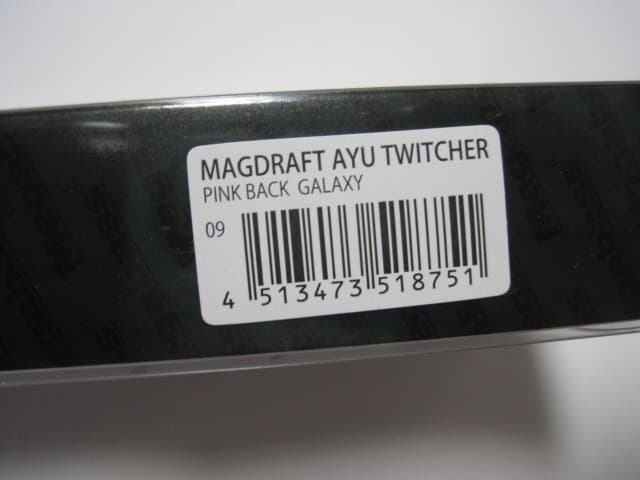 MAGDRAFT AYU TWITCHER
PINK BACK GALAXY
09
4 513473 518751